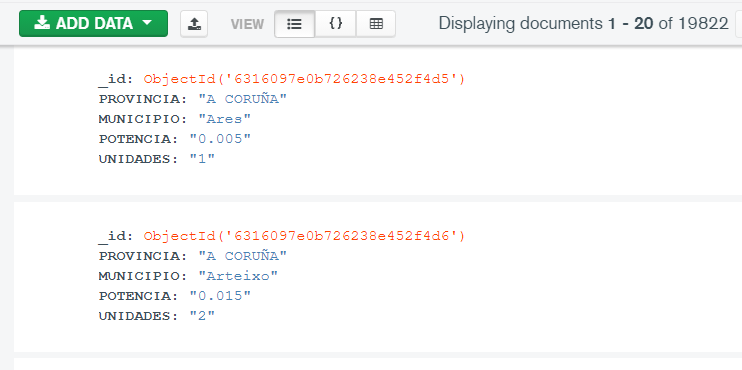 ADD DATA VIEW {} Displaying documents 1 - 20 of 19822
_id: ObjectId('6316097e0b726238e452f4d5')
PROVINCIA: "A CORUÑA"
MUNICIPIO: "Ares"
POTENCIA: "0.005"
UNIDADES: "1"
_id: ObjectId('6316097e0b726238e452f4d6')
PROVINCIA: "A CORUÑA"
MUNICIPIO: "Arteixo"
POTENCIA: "0.015"
UNIDADES: "2"